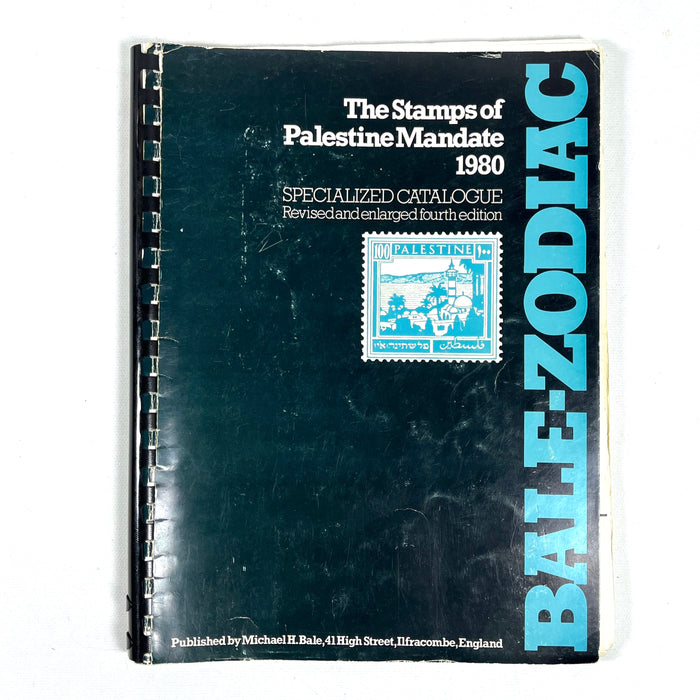 The Stamps of
Palestine Mandate
1980
SPECIALIZED CATALOGUE
Revised and enlarged fourth edition
100 PALESTINE ١٠٠
فلسطين פלשתינה־א״י
BALE-ZODIAC
Published by Michael H. Bale, 41 High Street, Ilfracombe, England